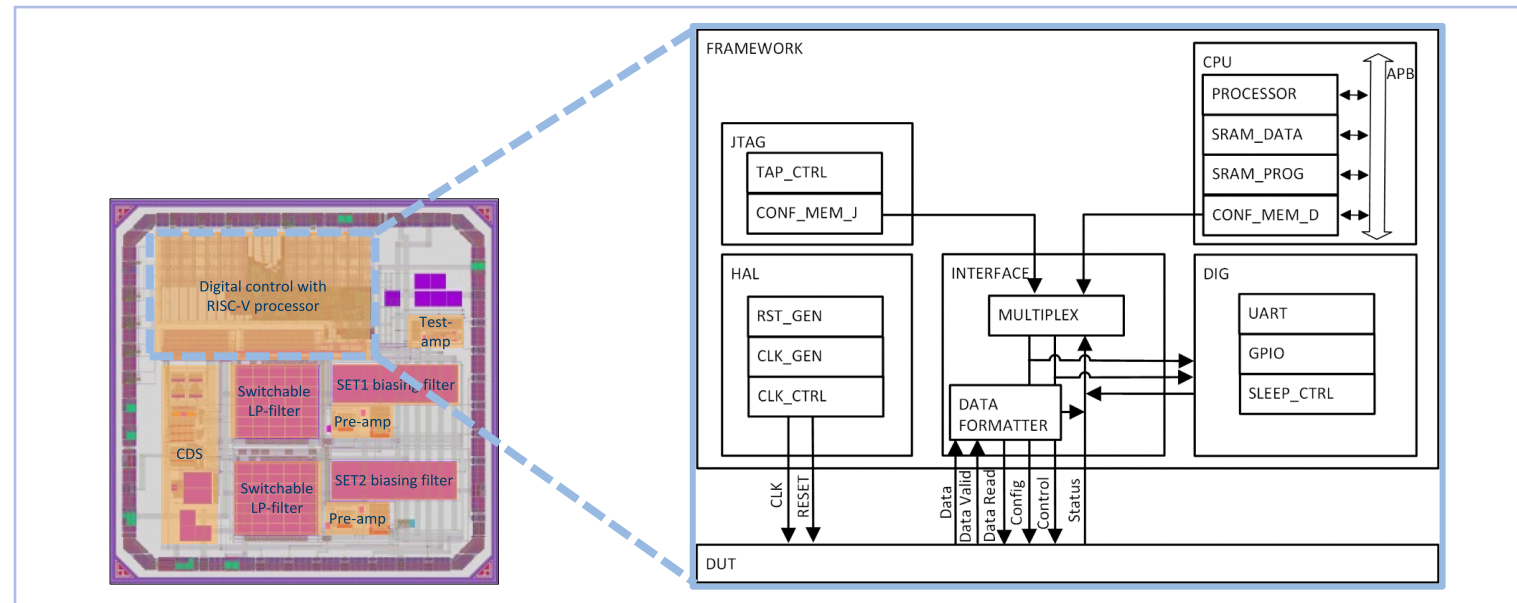 Digital control with
RISC-V processor
Test-
amp
Switchable
LP-filter
SET1 biasing filter
Pre-amp
CDS
Switchable
LP-filter
SET2 biasing filter
Pre-amp
FRAMEWORK
CPU
APB
PROCESSOR
SRAM_DATA
SRAM_PROG
CONF_MEM_D
JTAG
TAP_CTRL
CONF_MEM_J
HAL
RST_GEN
CLK_GEN
CLK_CTRL
INTERFACE
MULTIPLEX
DATA
FORMATTER
DIG
UART
GPIO
SLEEP_CTRL
CLK
RESET
Data
Data Valid
Data Read
Config
Control
Status
DUT